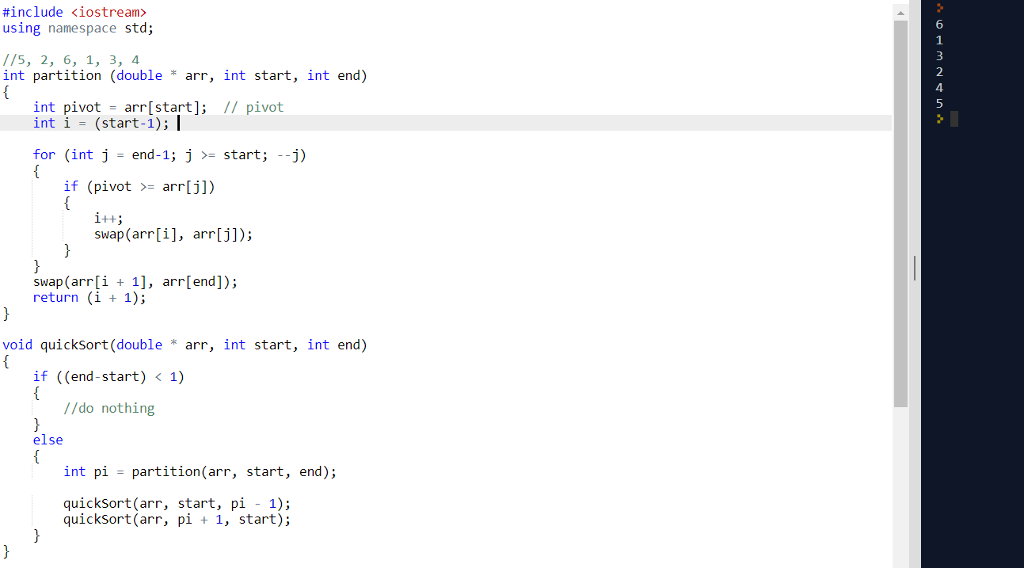 #include <iostream>
using namespace std;
//5, 2, 6, 1, 3, 4
int partition (double * arr, int start, int end)
{
    int pivot = arr[start];  // pivot
    int i = (start-1);
    for (int j = end-1; j >= start; --j)
    {
        if (pivot >= arr[j])
        {
            i++;
            swap(arr[i], arr[j]);
        }
    }
    swap(arr[i + 1], arr[end]);
    return (i + 1);
}
void quickSort(double * arr, int start, int end)
{
    if ((end-start) < 1)
    {
        //do nothing
    }
    else
    {
        int pi = partition(arr, start, end);
        quickSort(arr, start, pi - 1);
        quickSort(arr, pi + 1, start);
    }
}
6
1
3
2
4
5